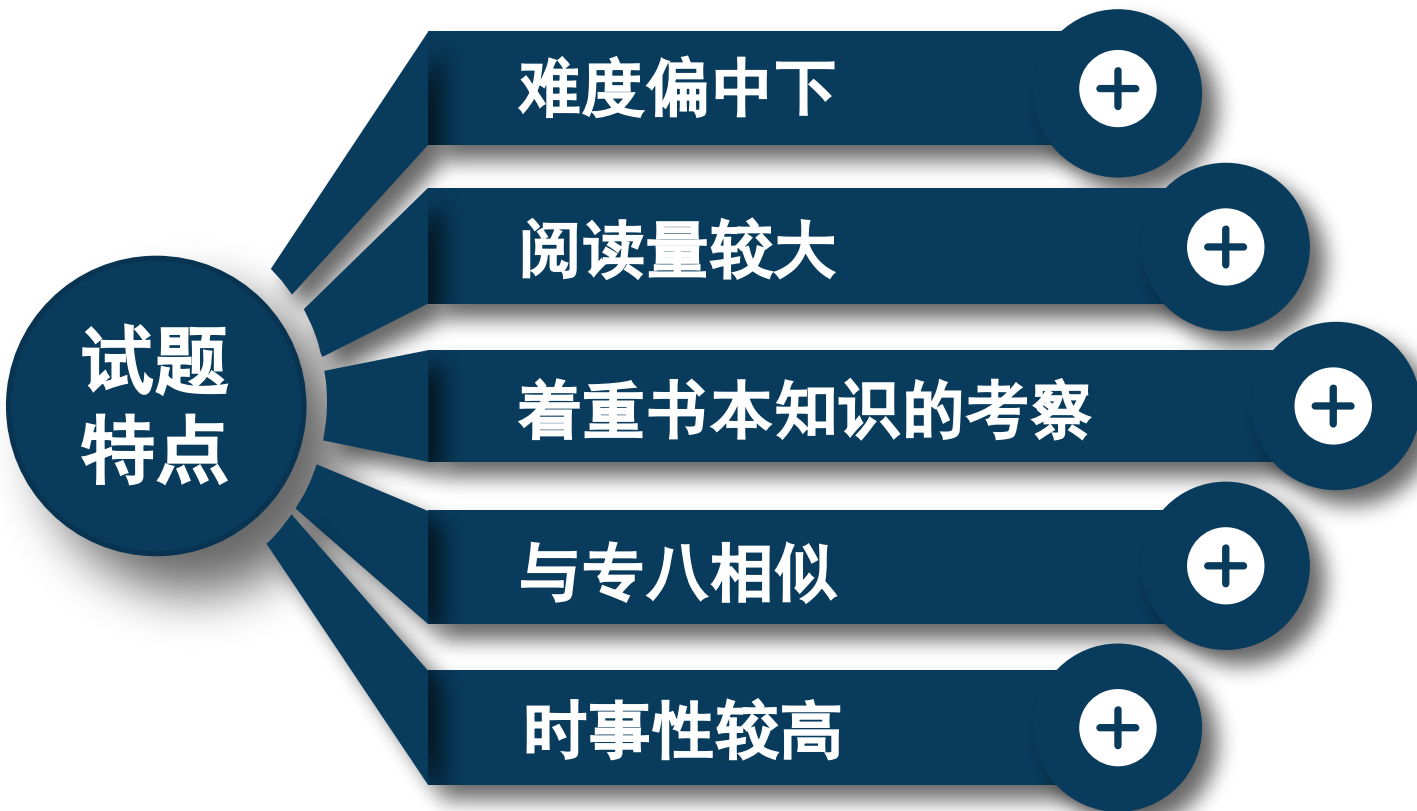 试题
特点
难度偏中下
阅读量较大
着重书本知识的考察
与专八相似
时事性较高